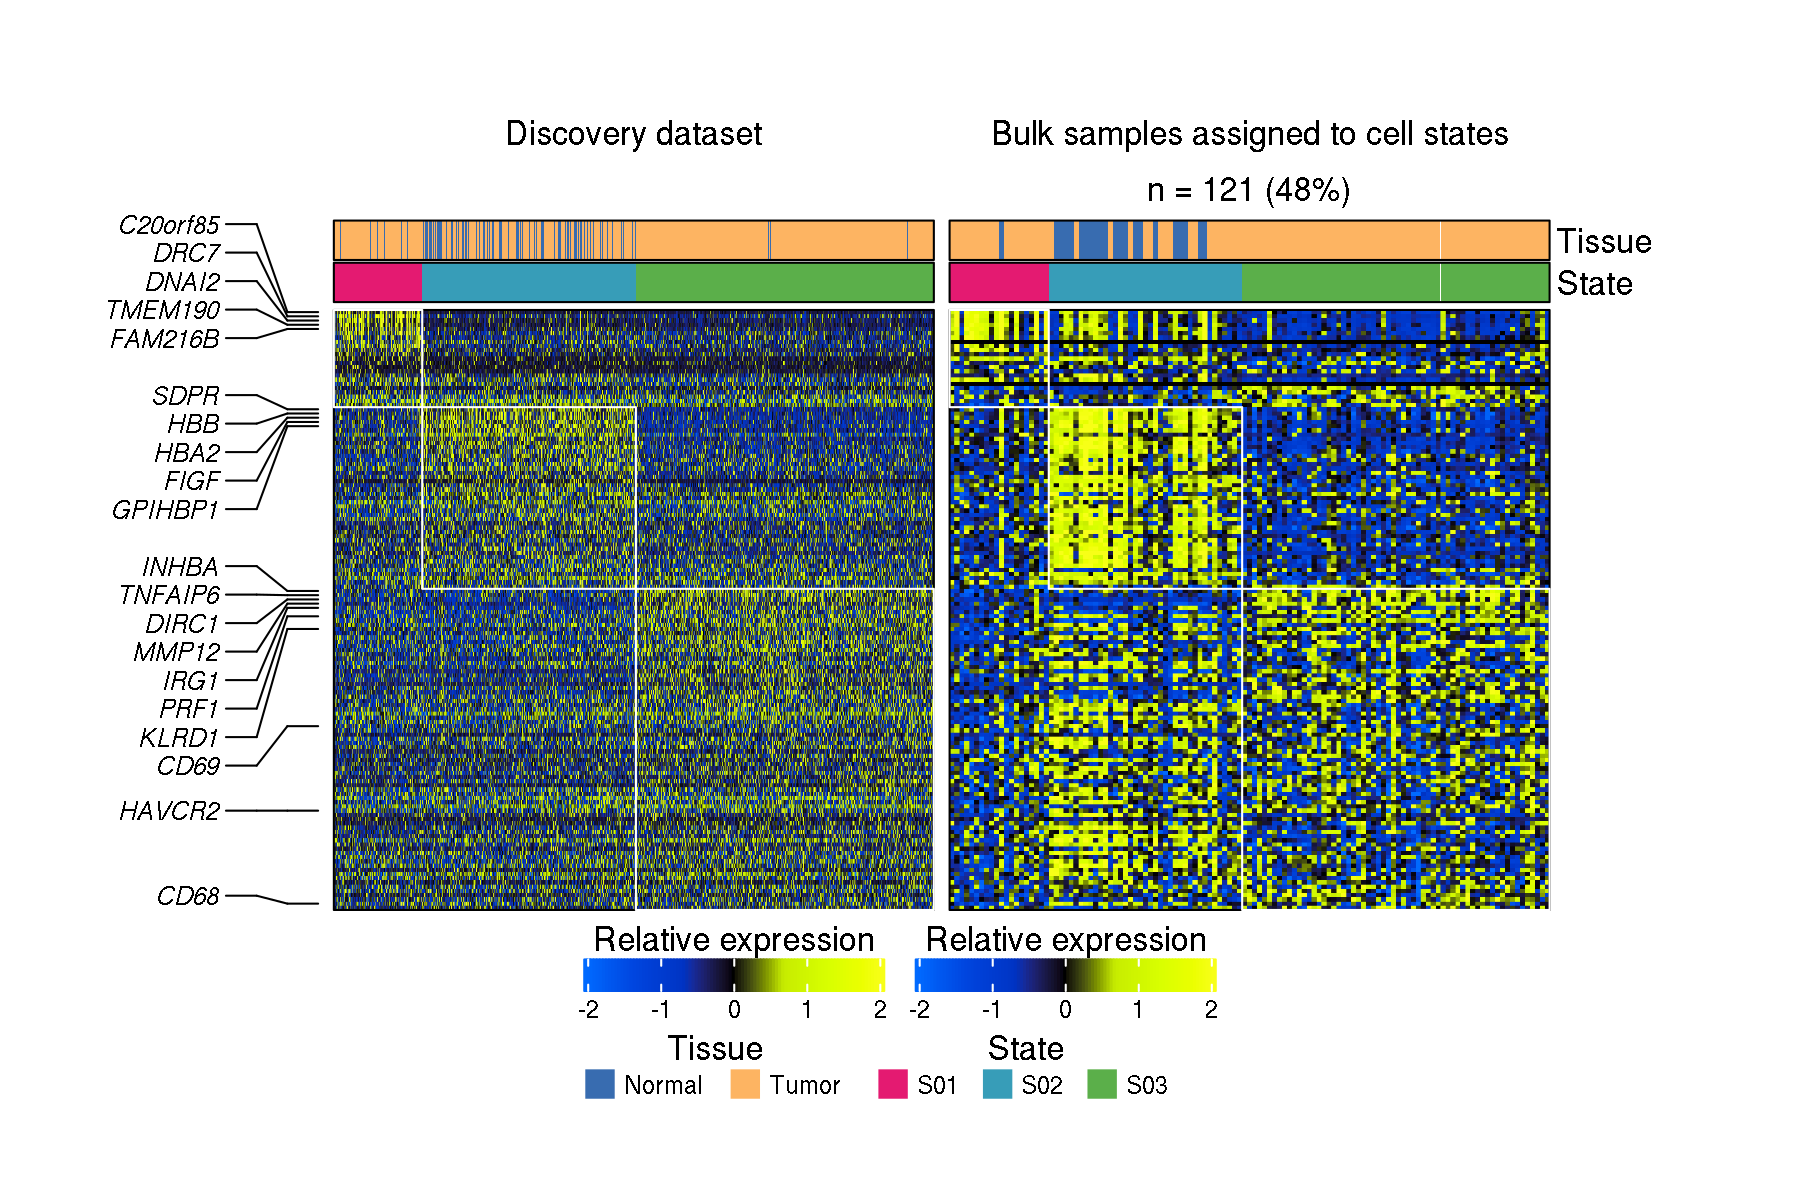 Discovery dataset
Bulk samples assigned to cell states
n = 121 (48%)
Tissue
State
C20orf85
DRC7
DNAI2
TMEM190
FAM216B
SDPR
HBB
HBA2
FIGF
GPIHBP1
INHBA
TNFAIP6
DIRC1
MMP12
IRG1
PRF1
KLRD1
CD69
HAVCR2
CD68
Relative expression
-2 -1 0 1 2
Relative expression
-2 -1 0 1 2
Tissue
Normal Tumor
State
S01 S02 S03